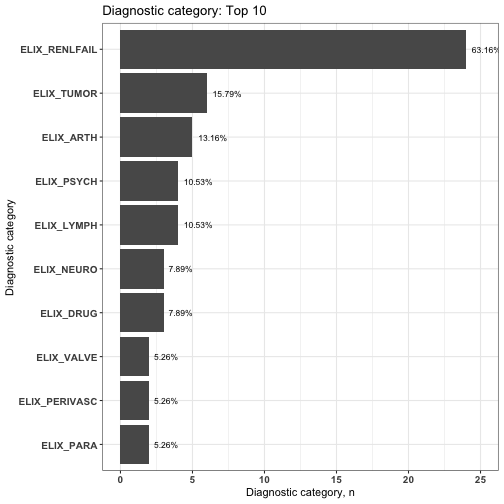 Diagnostic category: Top 10
Diagnostic category
ELIX_RENLFAIL 63.16%
ELIX_TUMOR 15.79%
ELIX_ARTH 13.16%
ELIX_PSYCH 10.53%
ELIX_LYMPH 10.53%
ELIX_NEURO 7.89%
ELIX_DRUG 7.89%
ELIX_VALVE 5.26%
ELIX_PERIVASC 5.26%
ELIX_PARA 5.26%
0 5 10 15 20 25
Diagnostic category, n